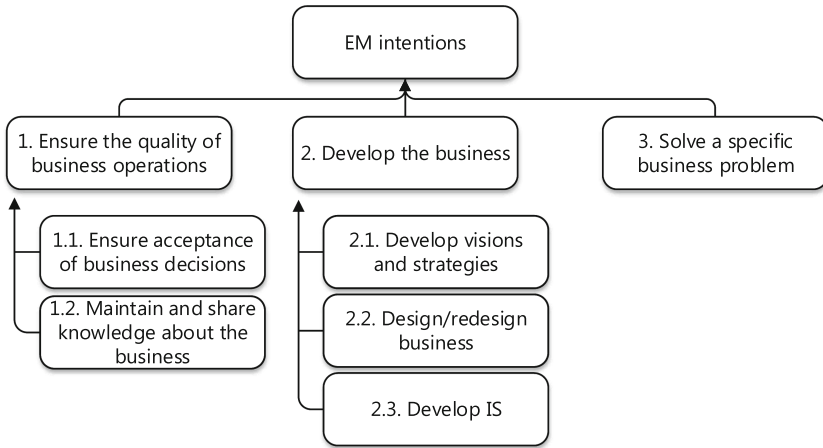 EM intentions
1. Ensure the quality of
business operations
2. Develop the business
3. Solve a specific
business problem
1.1. Ensure acceptance
of business decisions
1.2. Maintain and share
knowledge about the
business
2.1. Develop visions
and strategies
2.2. Design/redesign
business
2.3. Develop IS